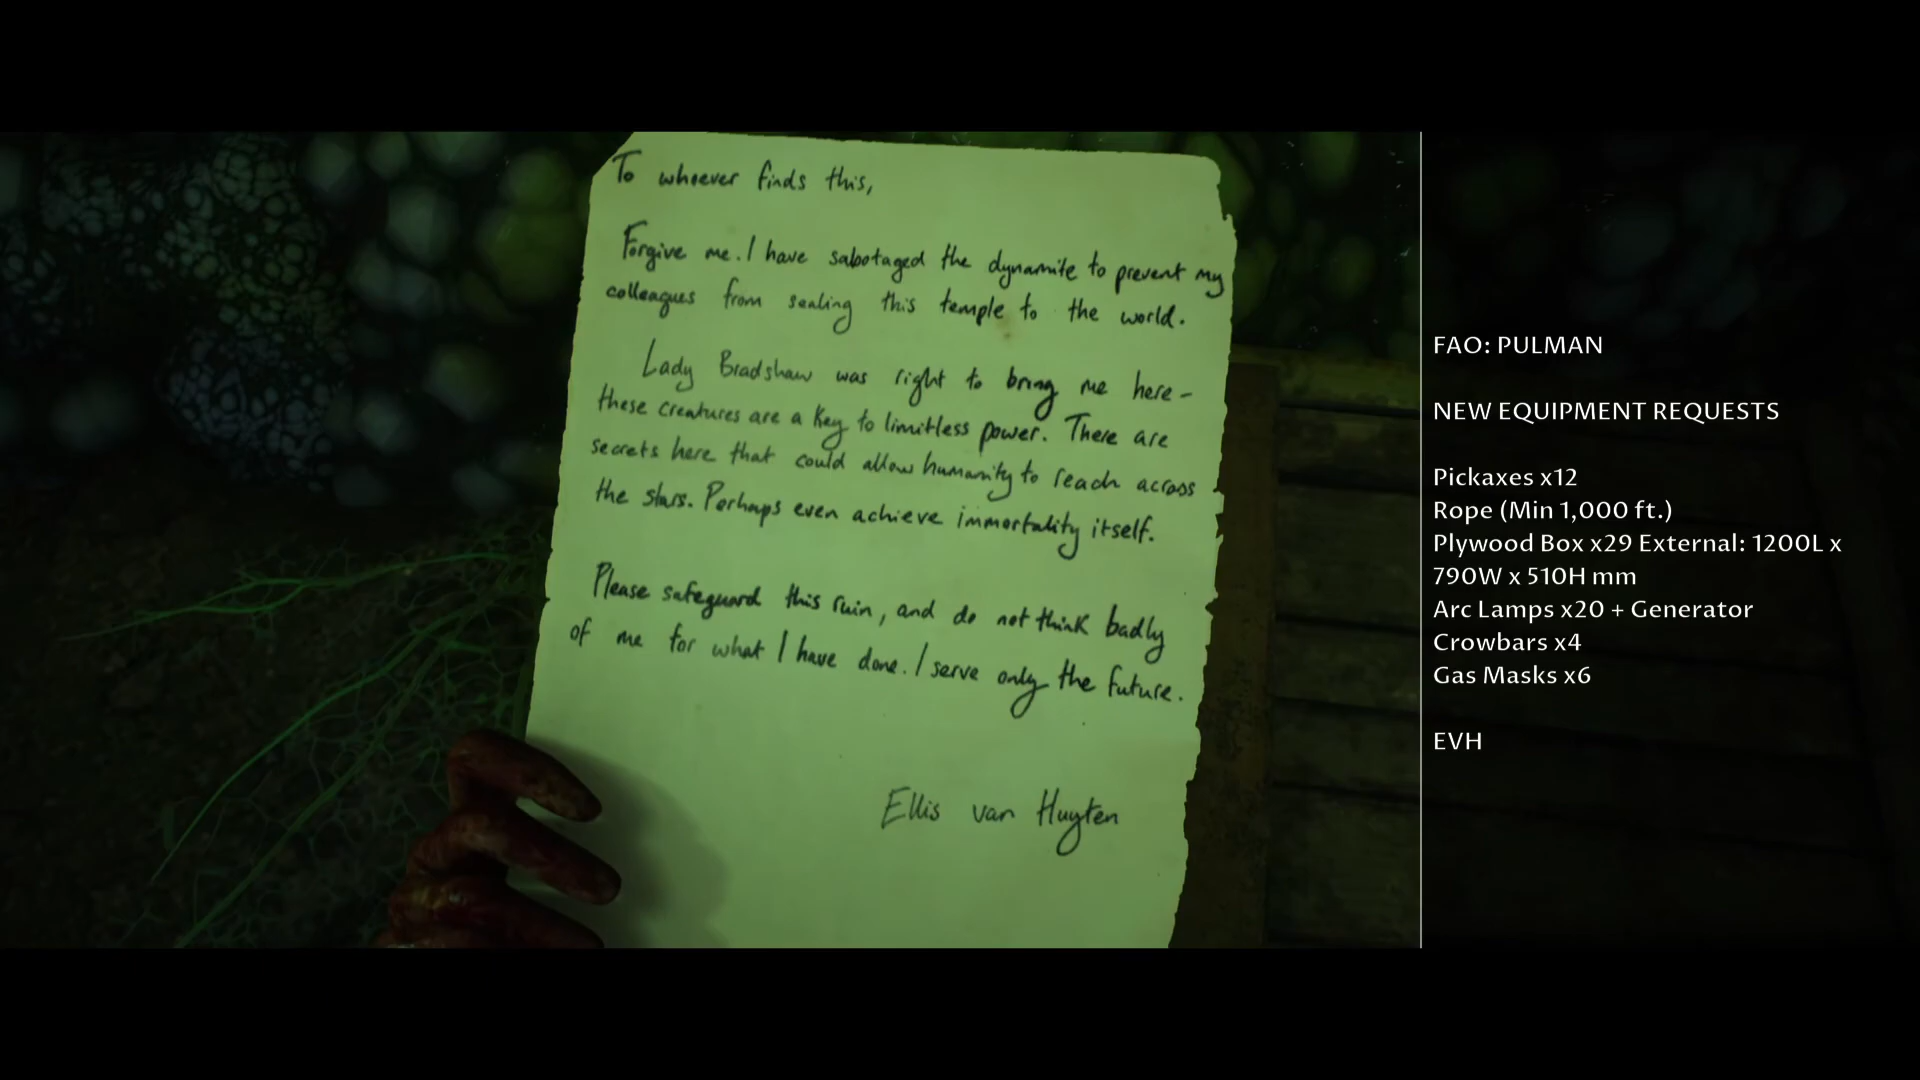 To whoever finds this,
Forgive me. I have sabotaged the dynamite to prevent my
colleagues from sealing this temple to the world.
Lady Bradshaw was right to bring me here -
these creatures are a key to limitless power. There are
secrets here that could allow humanity to reach across
the stars. Perhaps even achieve immortality itself.
Please safeguard this ruin, and do not think badly
of me for what I have done. I serve only the future.
Ellis van Huyten
FAO: PULMAN
NEW EQUIPMENT REQUESTS
Pickaxes x12
Rope (Min 1,000 ft.)
Plywood Box x29 External: 1200L x
790W x 510H mm
Arc Lamps x20 + Generator
Crowbars x4
Gas Masks x6
EVH